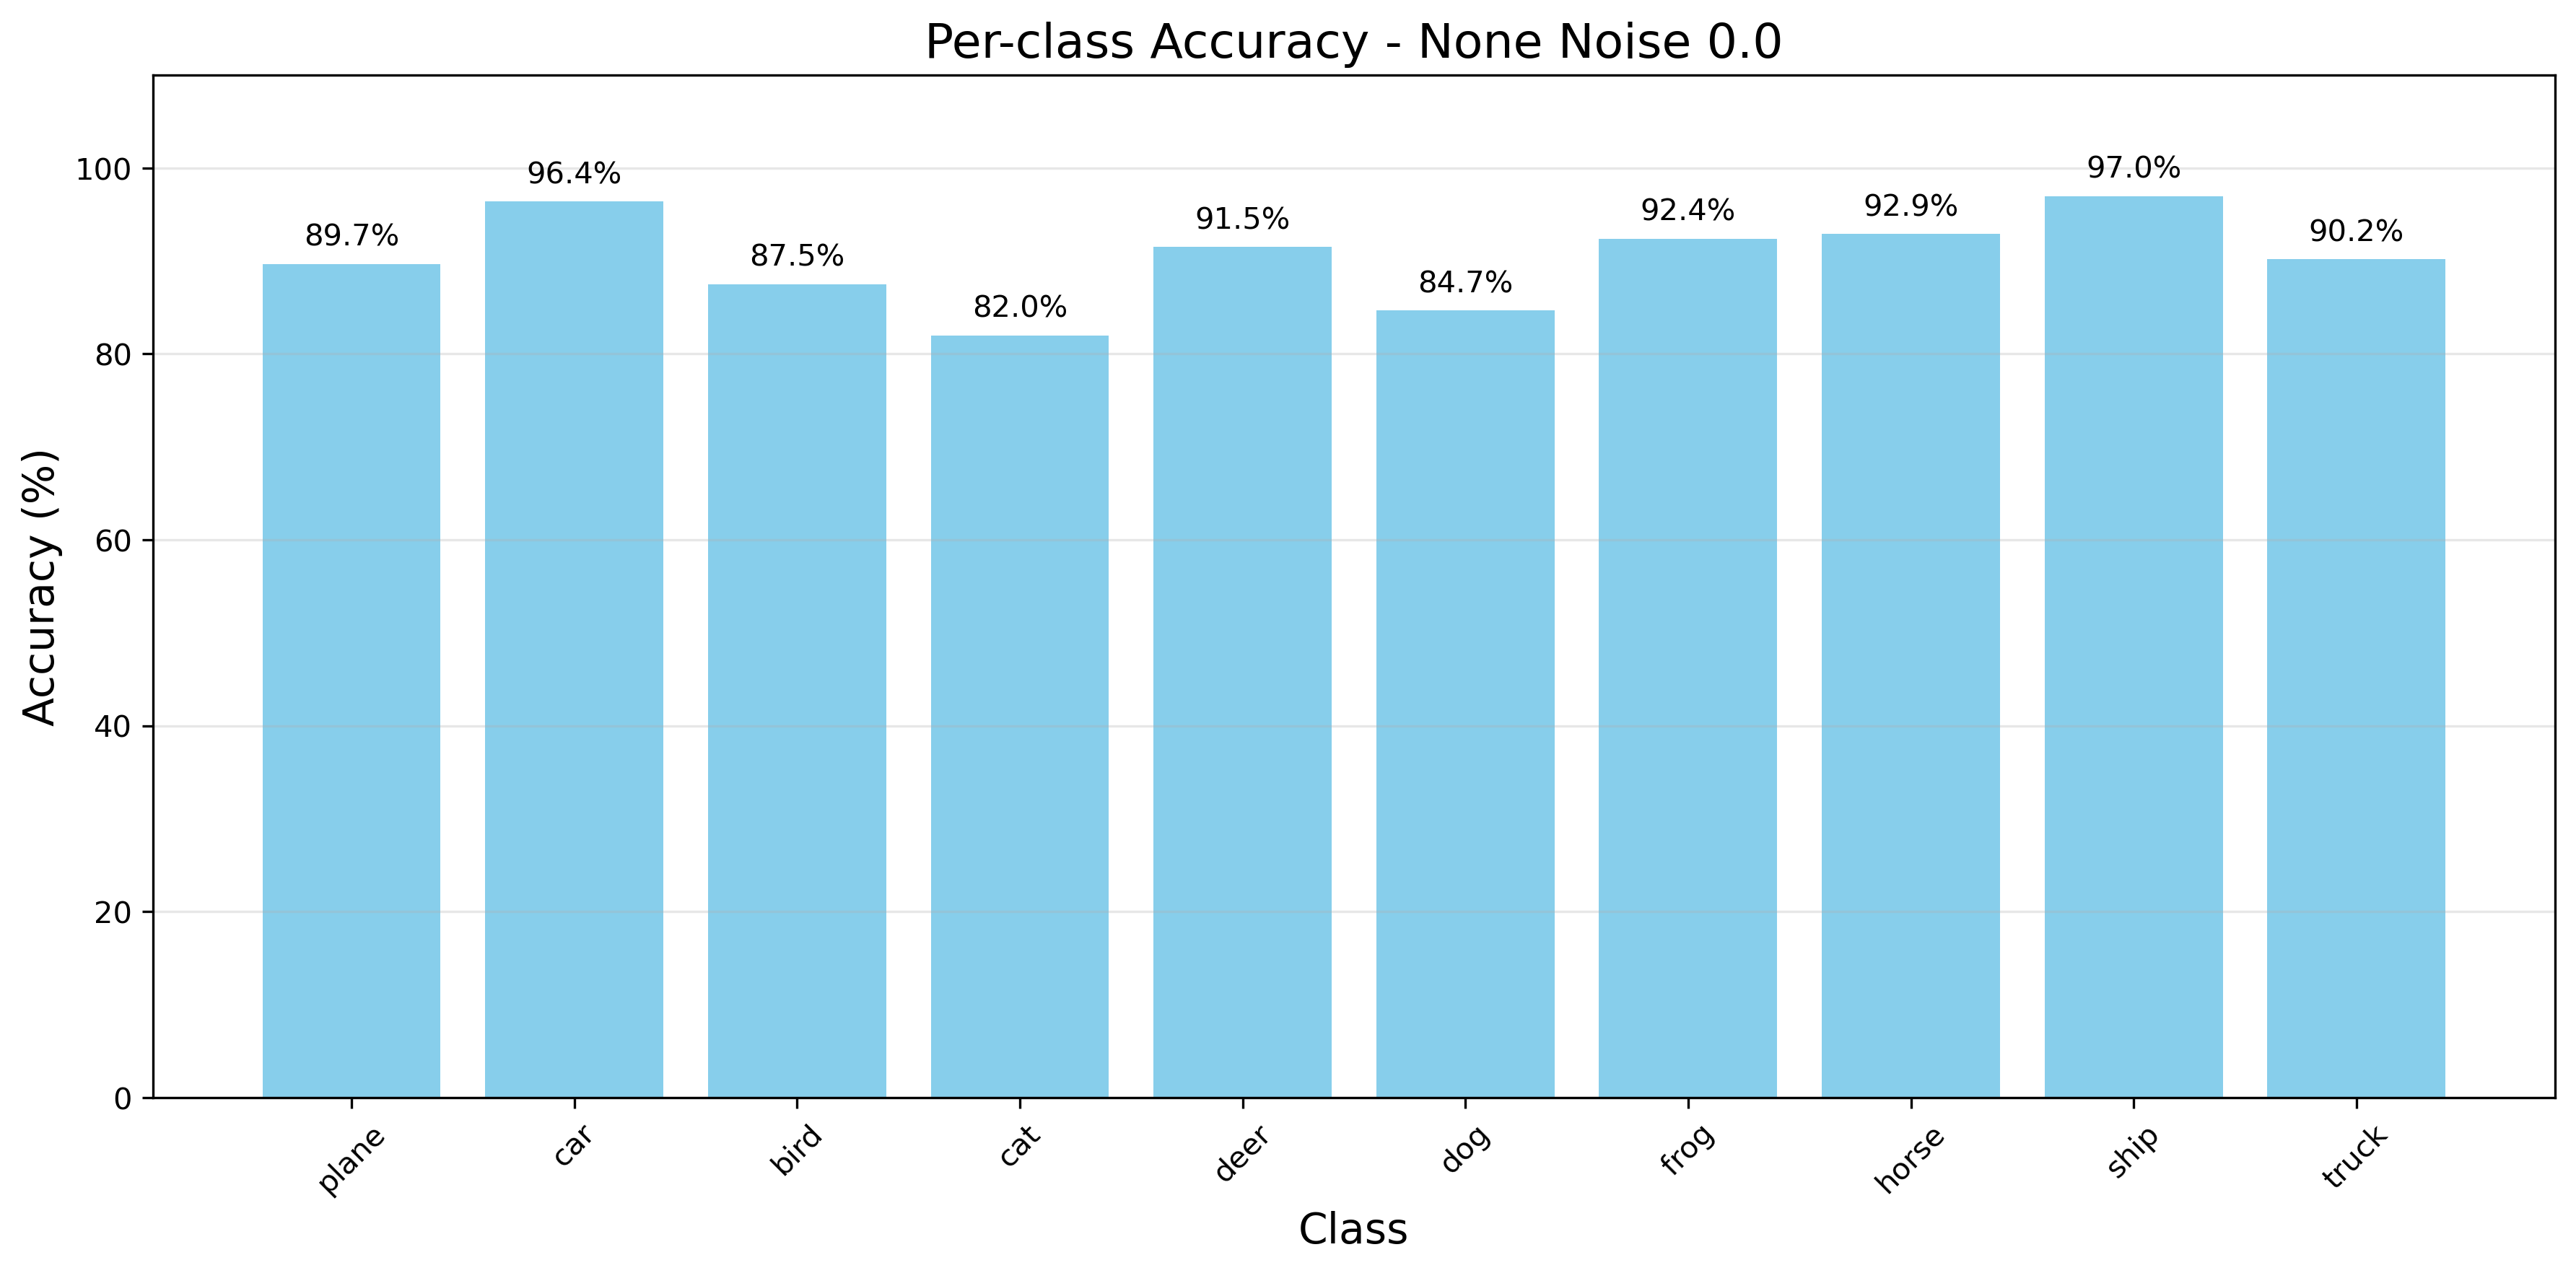 Per-class Accuracy - None Noise 0.0
Accuracy (%)
100
80
60
40
20
0
89.7%
96.4%
87.5%
82.0%
91.5%
84.7%
92.4%
92.9%
97.0%
90.2%
plane
car
bird
cat
deer
dog
frog
horse
ship
truck
Class